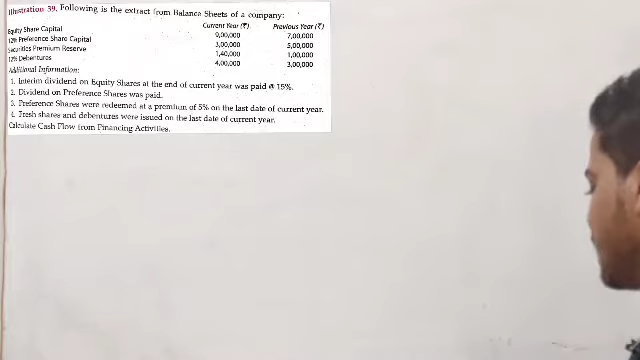 Illustration 39. Following is the extract from Balance Sheets of a company:
Current Year (₹) Previous Year (₹)
Equity Share Capital 9,00,000 7,00,000
12% Preference Share Capital 3,00,000 5,00,000
Securities Premium Reserve 1,40,000 1,00,000
12% Debentures 4,00,000 3,00,000
Additional Information:
1. Interim dividend on Equity Shares at the end of current year was paid @ 15%.
2. Dividend on Preference Shares was paid.
3. Preference Shares were redeemed at a premium of 5% on the last date of current year.
4. Fresh shares and debentures were issued on the last date of current year.
Calculate Cash Flow from Financing Activities.